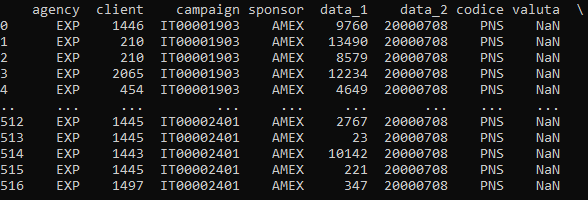 agency client campaign sponsor data_1 data_2 codice valuta \
0 EXP 1446 IT00001903 AMEX 9760 20000708 PNS NaN
1 EXP 210 IT00001903 AMEX 13490 20000708 PNS NaN
2 EXP 210 IT00001903 AMEX 8579 20000708 PNS NaN
3 EXP 2065 IT00001903 AMEX 12234 20000708 PNS NaN
4 EXP 454 IT00001903 AMEX 4649 20000708 PNS NaN
.. ... ... ... ... ... ... ... ...
512 EXP 1445 IT00002401 AMEX 2767 20000708 PNS NaN
513 EXP 1445 IT00002401 AMEX 23 20000708 PNS NaN
514 EXP 1443 IT00002401 AMEX 10142 20000708 PNS NaN
515 EXP 1445 IT00002401 AMEX 221 20000708 PNS NaN
516 EXP 1497 IT00002401 AMEX 347 20000708 PNS NaN